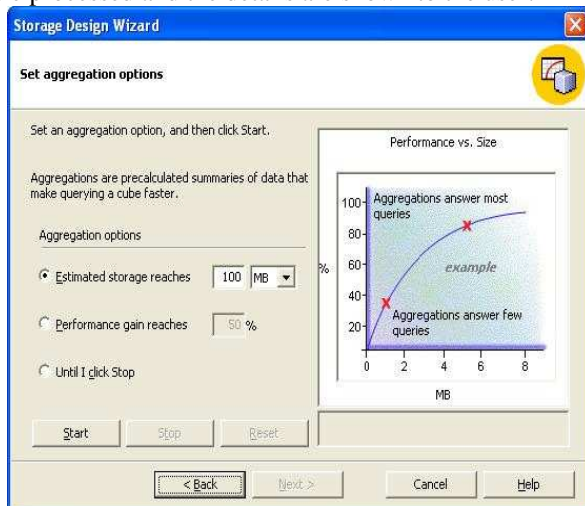 Storage Design Wizard
Set aggregation options
Set an aggregation option, and then click Start.
Aggregations are precalculated summaries of data that
make querying a cube faster.
Aggregation options
Estimated storage reaches 100 MB
Performance gain reaches 50 %
Until I click Stop
Start Stop Reset
Performance vs. Size
100
80
60
40
20
%
Aggregations answer most
queries
example
Aggregations answer few
queries
0 2 4 6 8
MB
< Back Next > Cancel Help